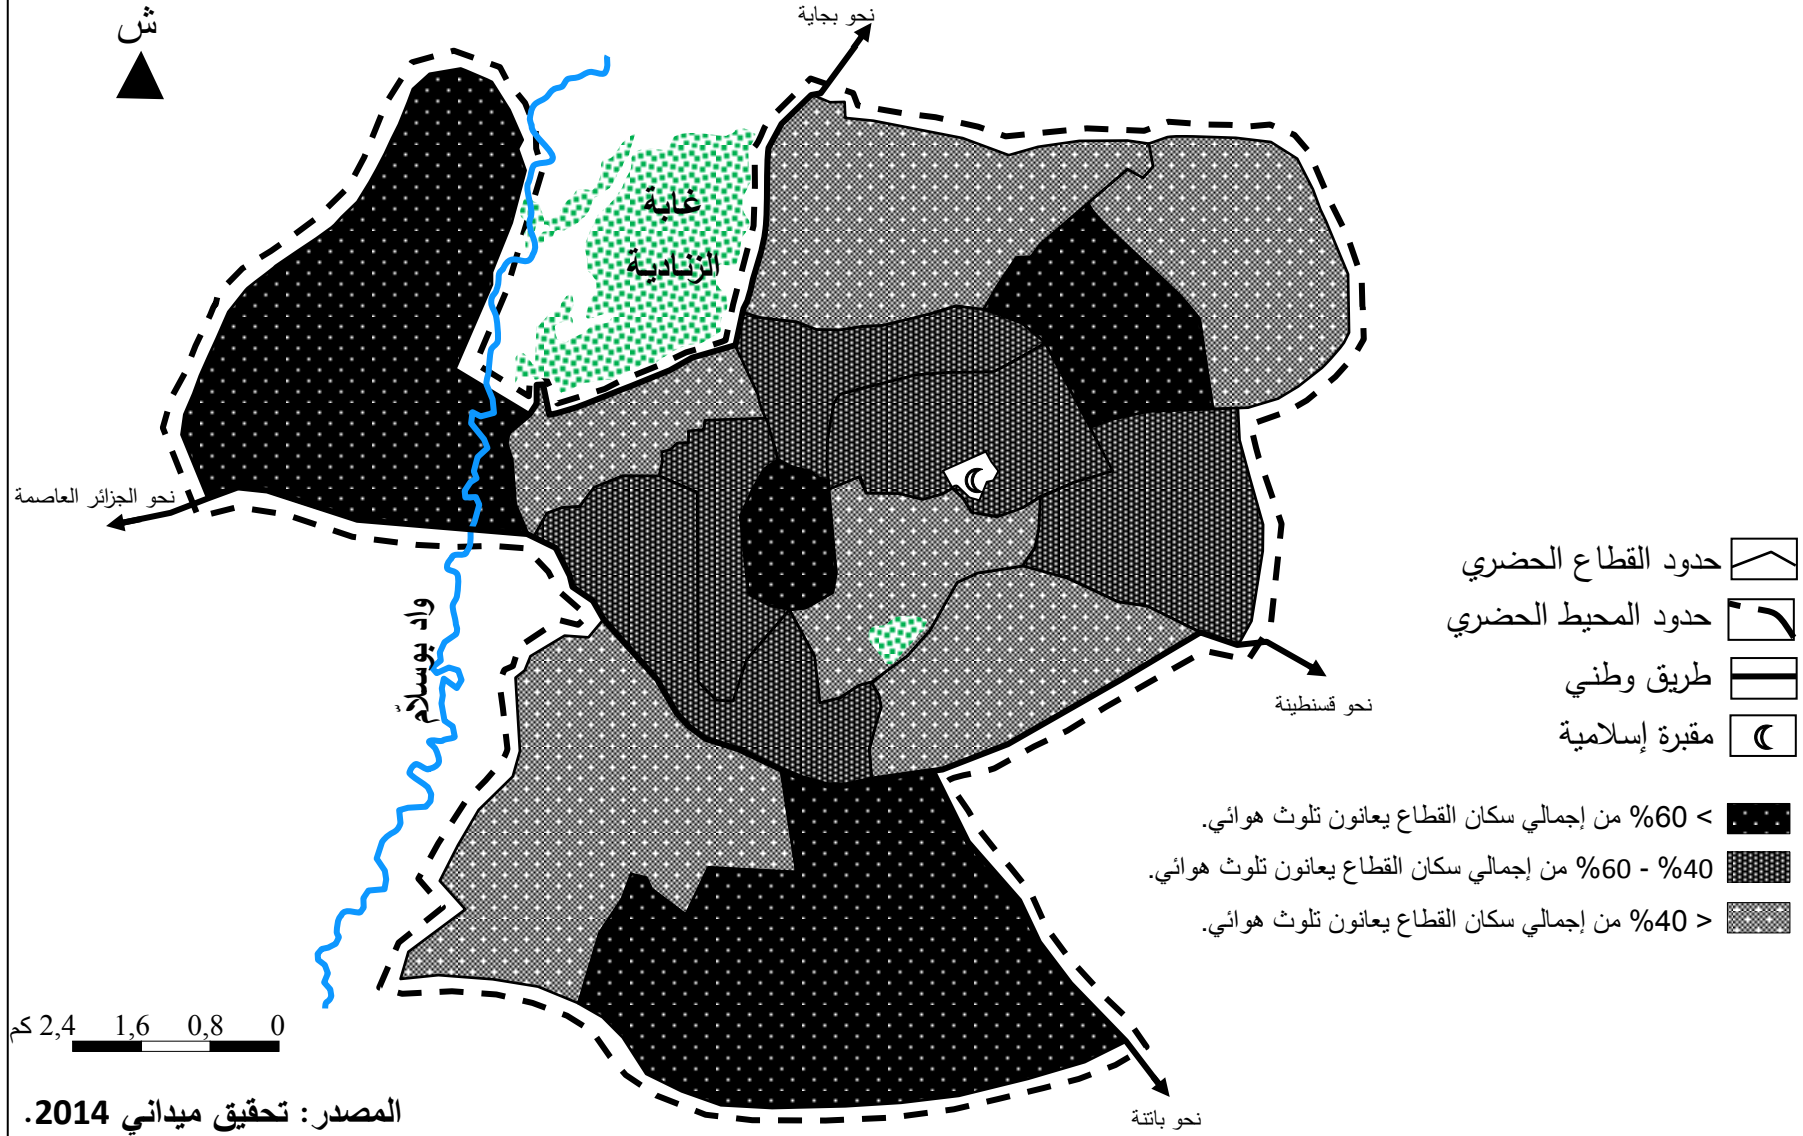 ش
نحو بجاية
غابة
الزنادية
نحو الجزائر العاصمة
واد بوسلامّ
نحو قسنطينة
نحو باتنة
حدود القطاع الحضري
حدود المحيط الحضري
طريق وطني
مقبرة إسلامية
> 60% من إجمالي سكان القطاع يعانون تلوث هوائي.
40% - 60% من إجمالي سكان القطاع يعانون تلوث هوائي.
< 40% من إجمالي سكان القطاع يعانون تلوث هوائي.
0 0,8 1,6 2,4 كم
المصدر: تحقيق ميداني 2014.